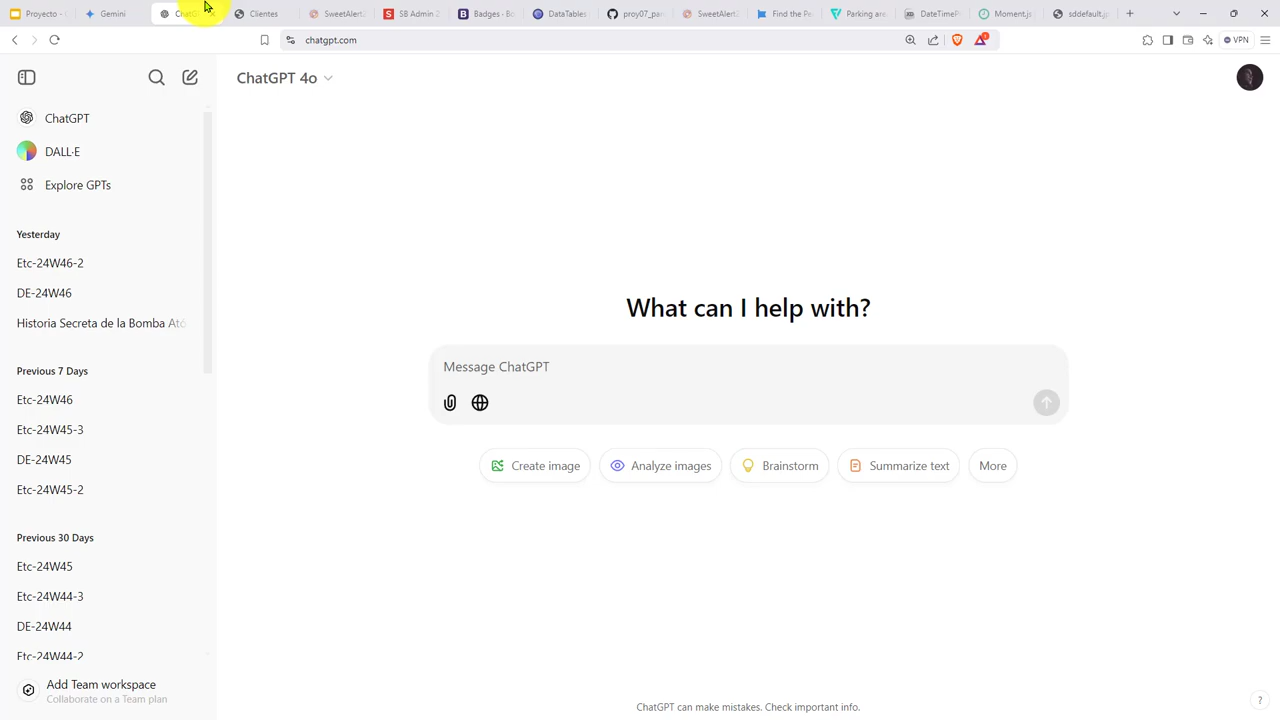 Proyecto -
Gemini
Chat
Clientes
SweetAlert2
SB Admin 2
Badges - Bo
DataTables
proy07_par
SweetAlert2
Find the Pe
Parking are
DateTimeP
Moment.js
sddefault.jp
chatgpt.com
VPN
ChatGPT 4o
ChatGPT
DALL·E
Explore GPTs
Yesterday
Etc-24W46-2
DE-24W46
Historia Secreta de la Bomba Ató
Previous 7 Days
Etc-24W46
Etc-24W45-3
DE-24W45
Etc-24W45-2
Previous 30 Days
Etc-24W45
Etc-24W44-3
DE-24W44
Etc-24W44-2
Add Team workspace
Collaborate on a Team plan
What can I help with?
Message ChatGPT
Create image
Analyze images
Brainstorm
Summarize text
More
ChatGPT can make mistakes. Check important info.
?